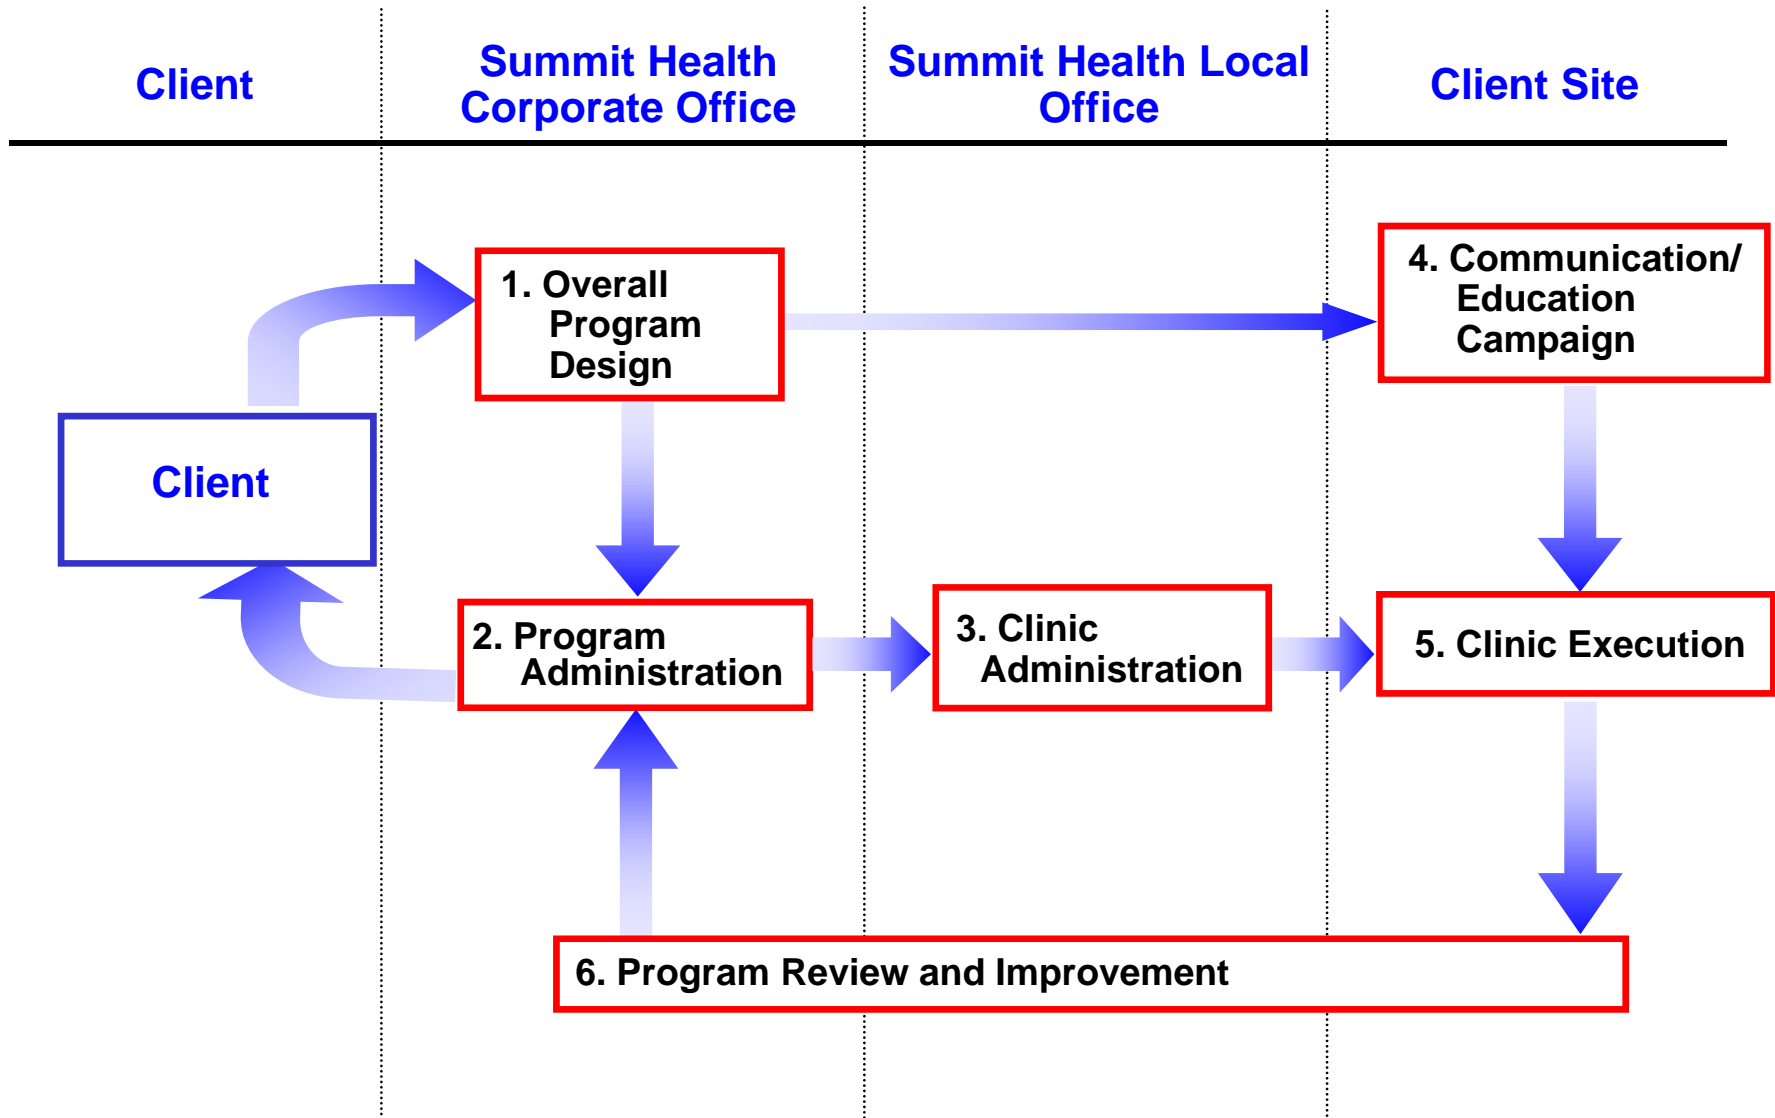 Client
Summit Health
Corporate Office
Summit Health Local
Office
Client Site
1. Overall
Program
Design
4. Communication/
Education
Campaign
Client
2. Program
Administration
3. Clinic
Administration
5. Clinic Execution
6. Program Review and Improvement